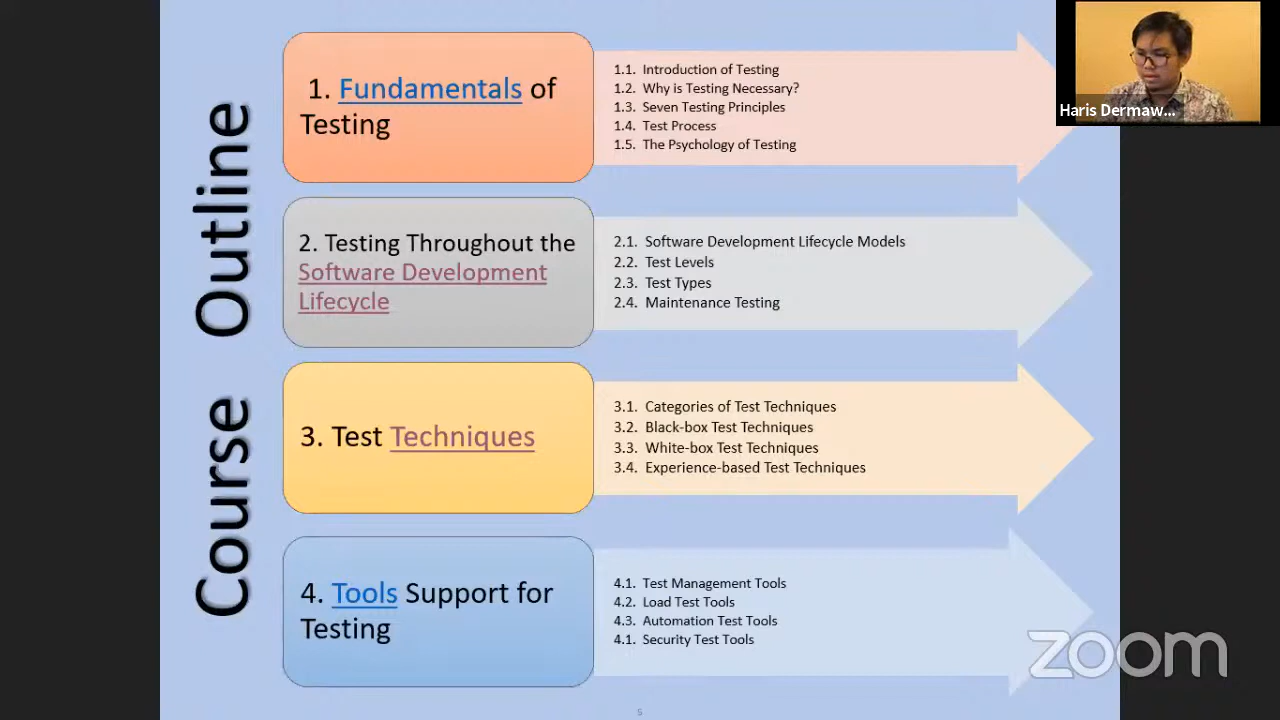 Course Outline
1. Fundamentals of
Testing
1.1. Introduction of Testing
1.2. Why is Testing Necessary?
1.3. Seven Testing Principles
1.4. Test Process
1.5. The Psychology of Testing
2. Testing Throughout the
Software Development
Lifecycle
2.1. Software Development Lifecycle Models
2.2. Test Levels
2.3. Test Types
2.4. Maintenance Testing
3. Test Techniques
3.1. Categories of Test Techniques
3.2. Black-box Test Techniques
3.3. White-box Test Techniques
3.4. Experience-based Test Techniques
4. Tools Support for
Testing
4.1. Test Management Tools
4.2. Load Test Tools
4.3. Automation Test Tools
4.1. Security Test Tools
Haris Dermaw...
zoom
5